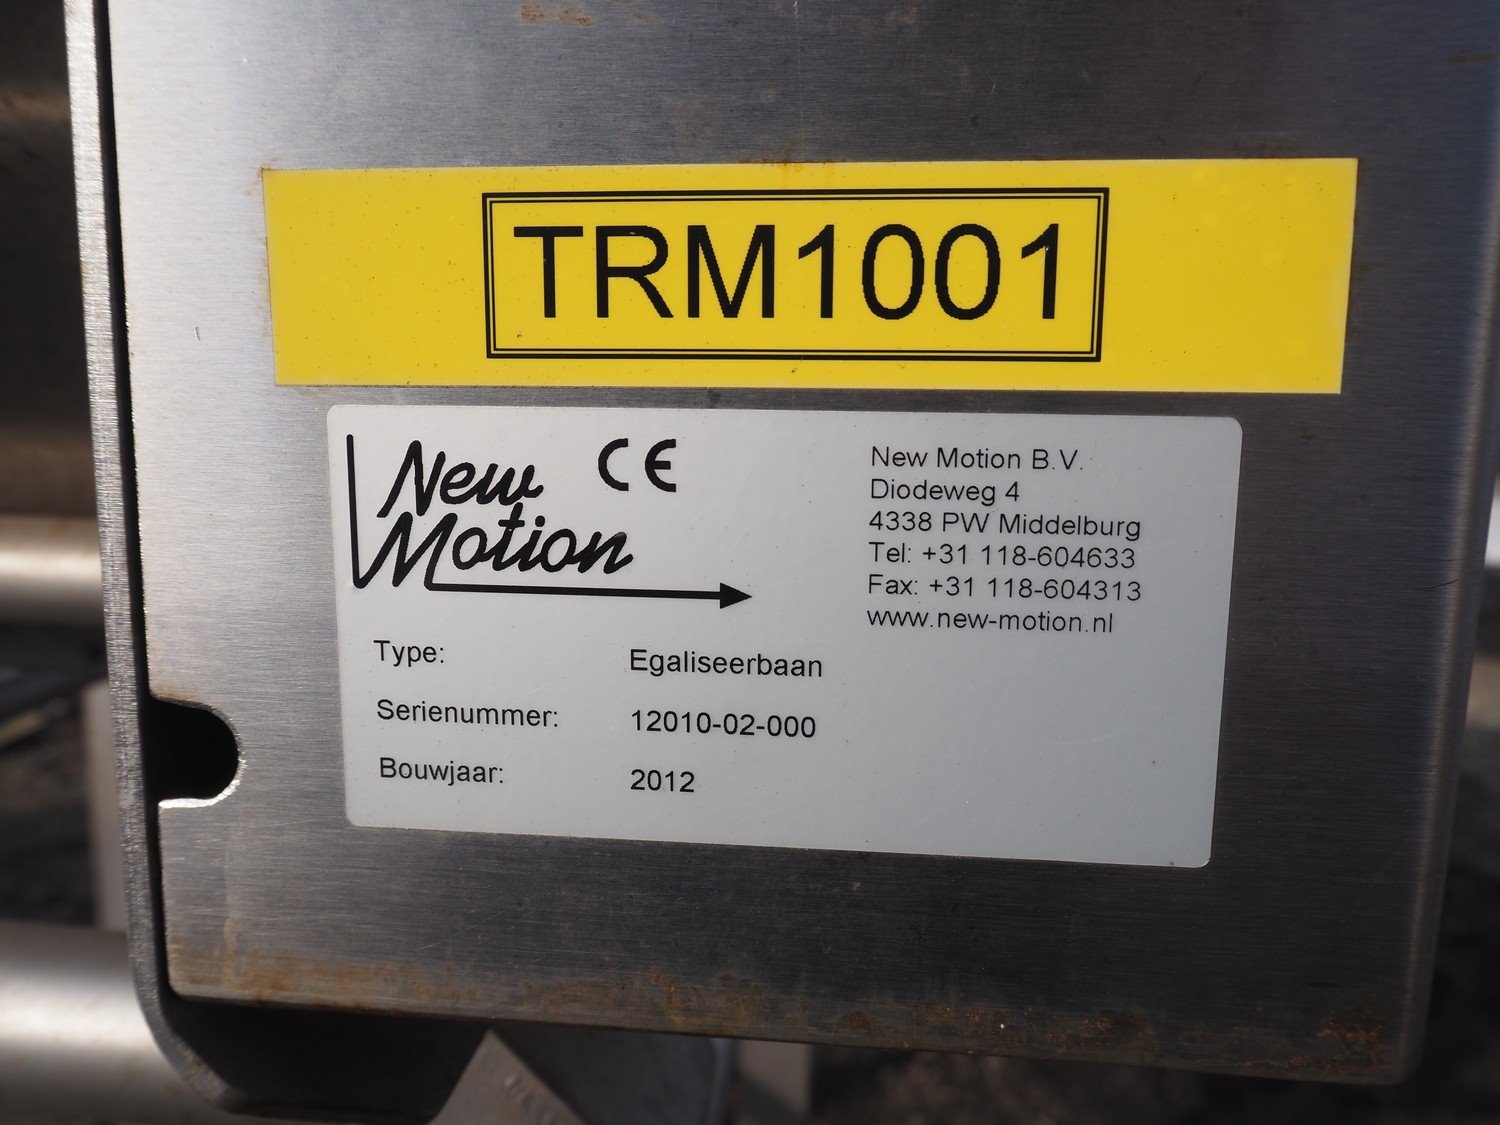 TRM1001
New
Motion
CE
New Motion B.V.
Diodeweg 4
4338 PW Middelburg
Tel: +31 118-604633
Fax: +31 118-604313
www.new-motion.nl
Type: Egaliseerbaan
Serienummer: 12010-02-000
Bouwjaar: 2012